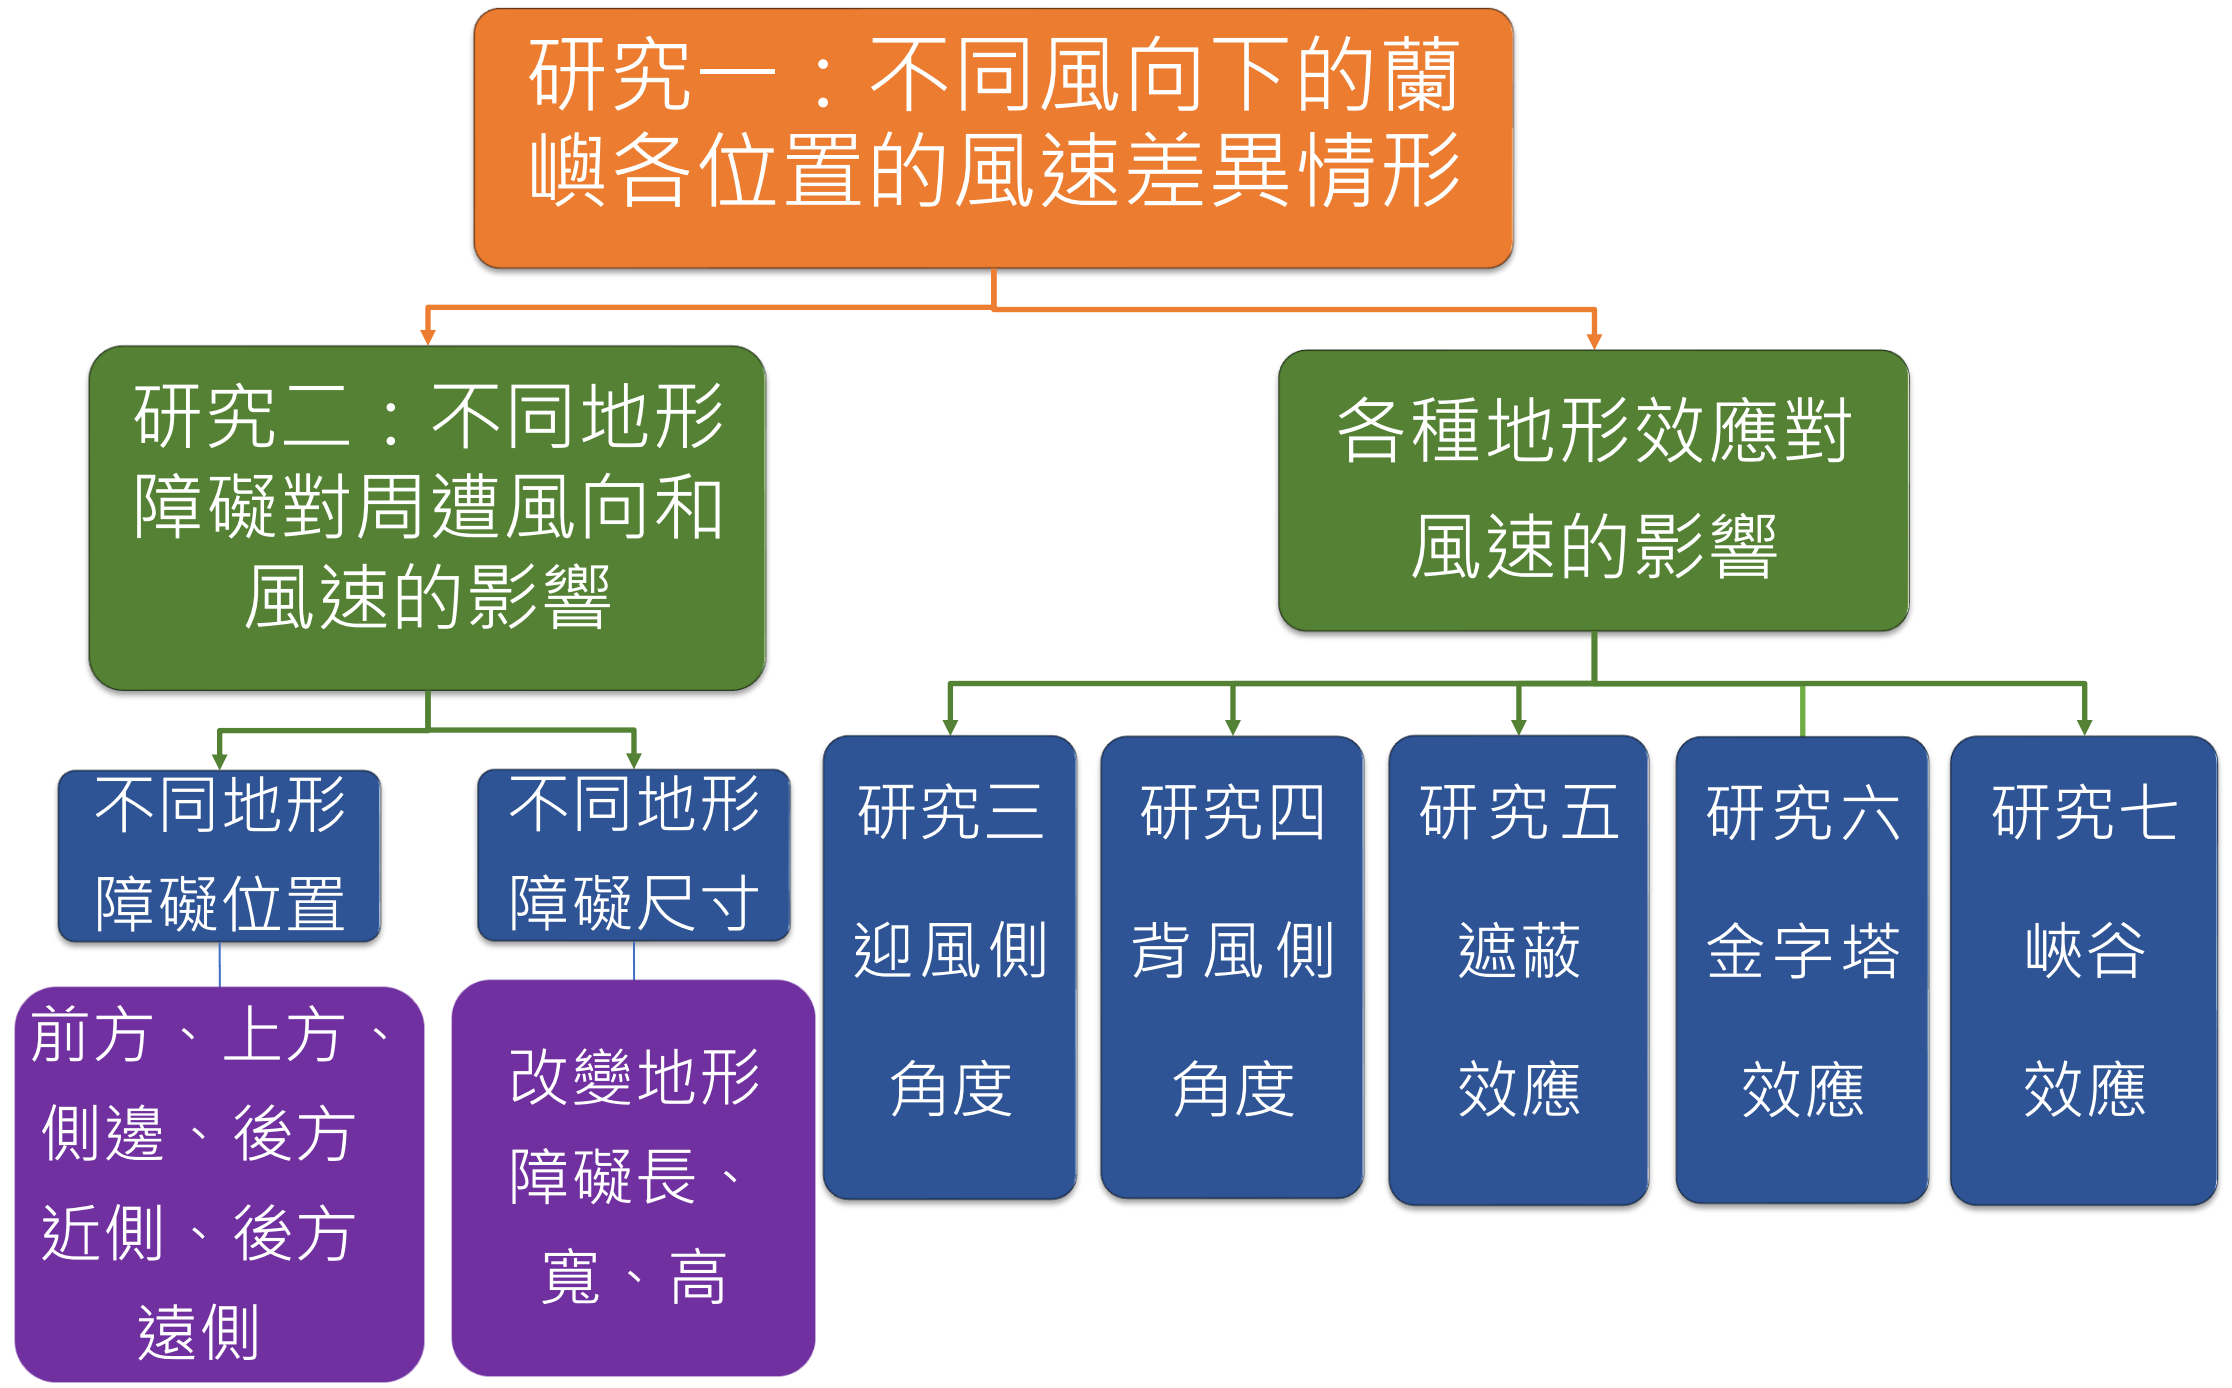 研究一：不同風向下的蘭
嶼各位置的風速差異情形
研究二：不同地形
障礙對周遭風向和
風速的影響
各種地形效應對
風速的影響
不同地形
障礙位置
不同地形
障礙尺寸
前方、上方、
側邊、後方
近側、後方
遠側
改變地形
障礙長、
寬、高
研究三
迎風側
角度
研究四
背風側
角度
研究五
遮蔽
效應
研究六
金字塔
效應
研究七
峽谷
效應